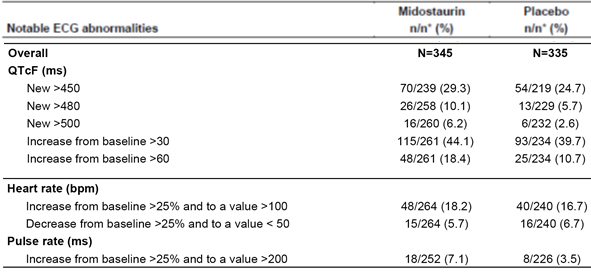 Midostaurin Placebo
Notable ECG abnormalities n/n* (%) n/n* (%)
Overall N=345 N=335
QTcF (ms)
New >450 70/239 (29.3) 54/219 (24.7)
New >480 26/258 (10.1) 13/229 (5.7)
New >500 16/260 (6.2) 6/232 (2.6)
Increase from baseline >30 115/261 (44.1) 93/234 (39.7)
Increase from baseline >60 48/261 (18.4) 25/234 (10.7)
Heart rate (bpm)
Increase from baseline >25% and to a value >100 48/264 (18.2) 40/240 (16.7)
Decrease from baseline >25% and to a value < 50 15/264 (5.7) 16/240 (6.7)
Pulse rate (ms)
Increase from baseline >25% and to a value >200 18/252 (7.1) 8/226 (3.5)